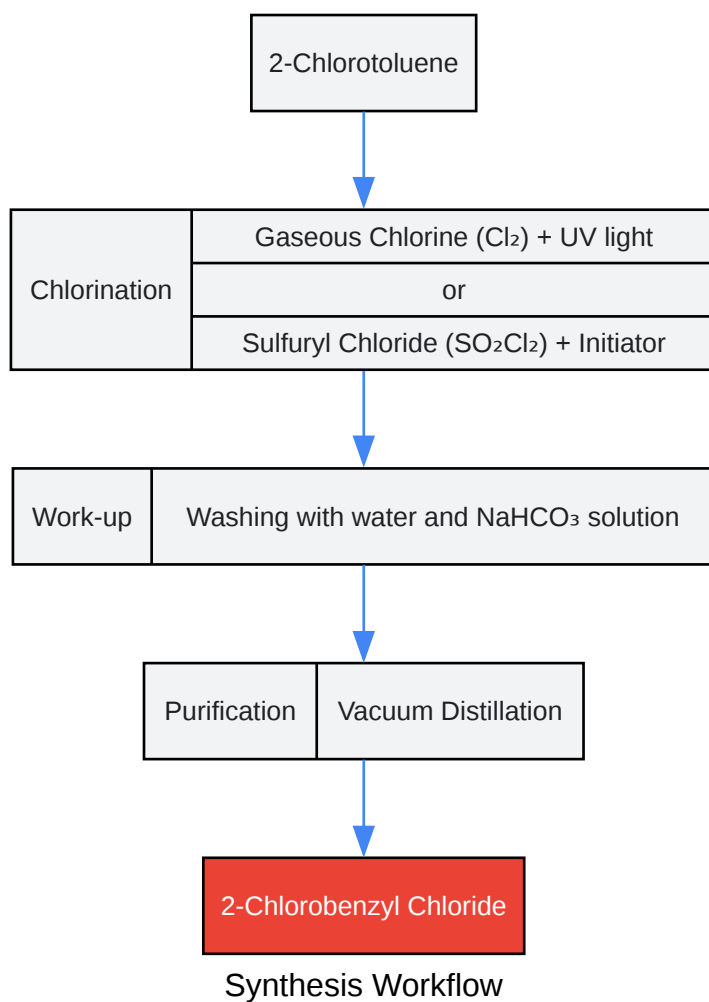 2-Chlorotoluene
Chlorination
Gaseous Chlorine (Cl₂) + UV light
or
Sulfuryl Chloride (SO₂Cl₂) + Initiator
Work-up
Washing with water and NaHCO₃ solution
Purification
Vacuum Distillation
2-Chlorobenzyl Chloride
Synthesis Workflow